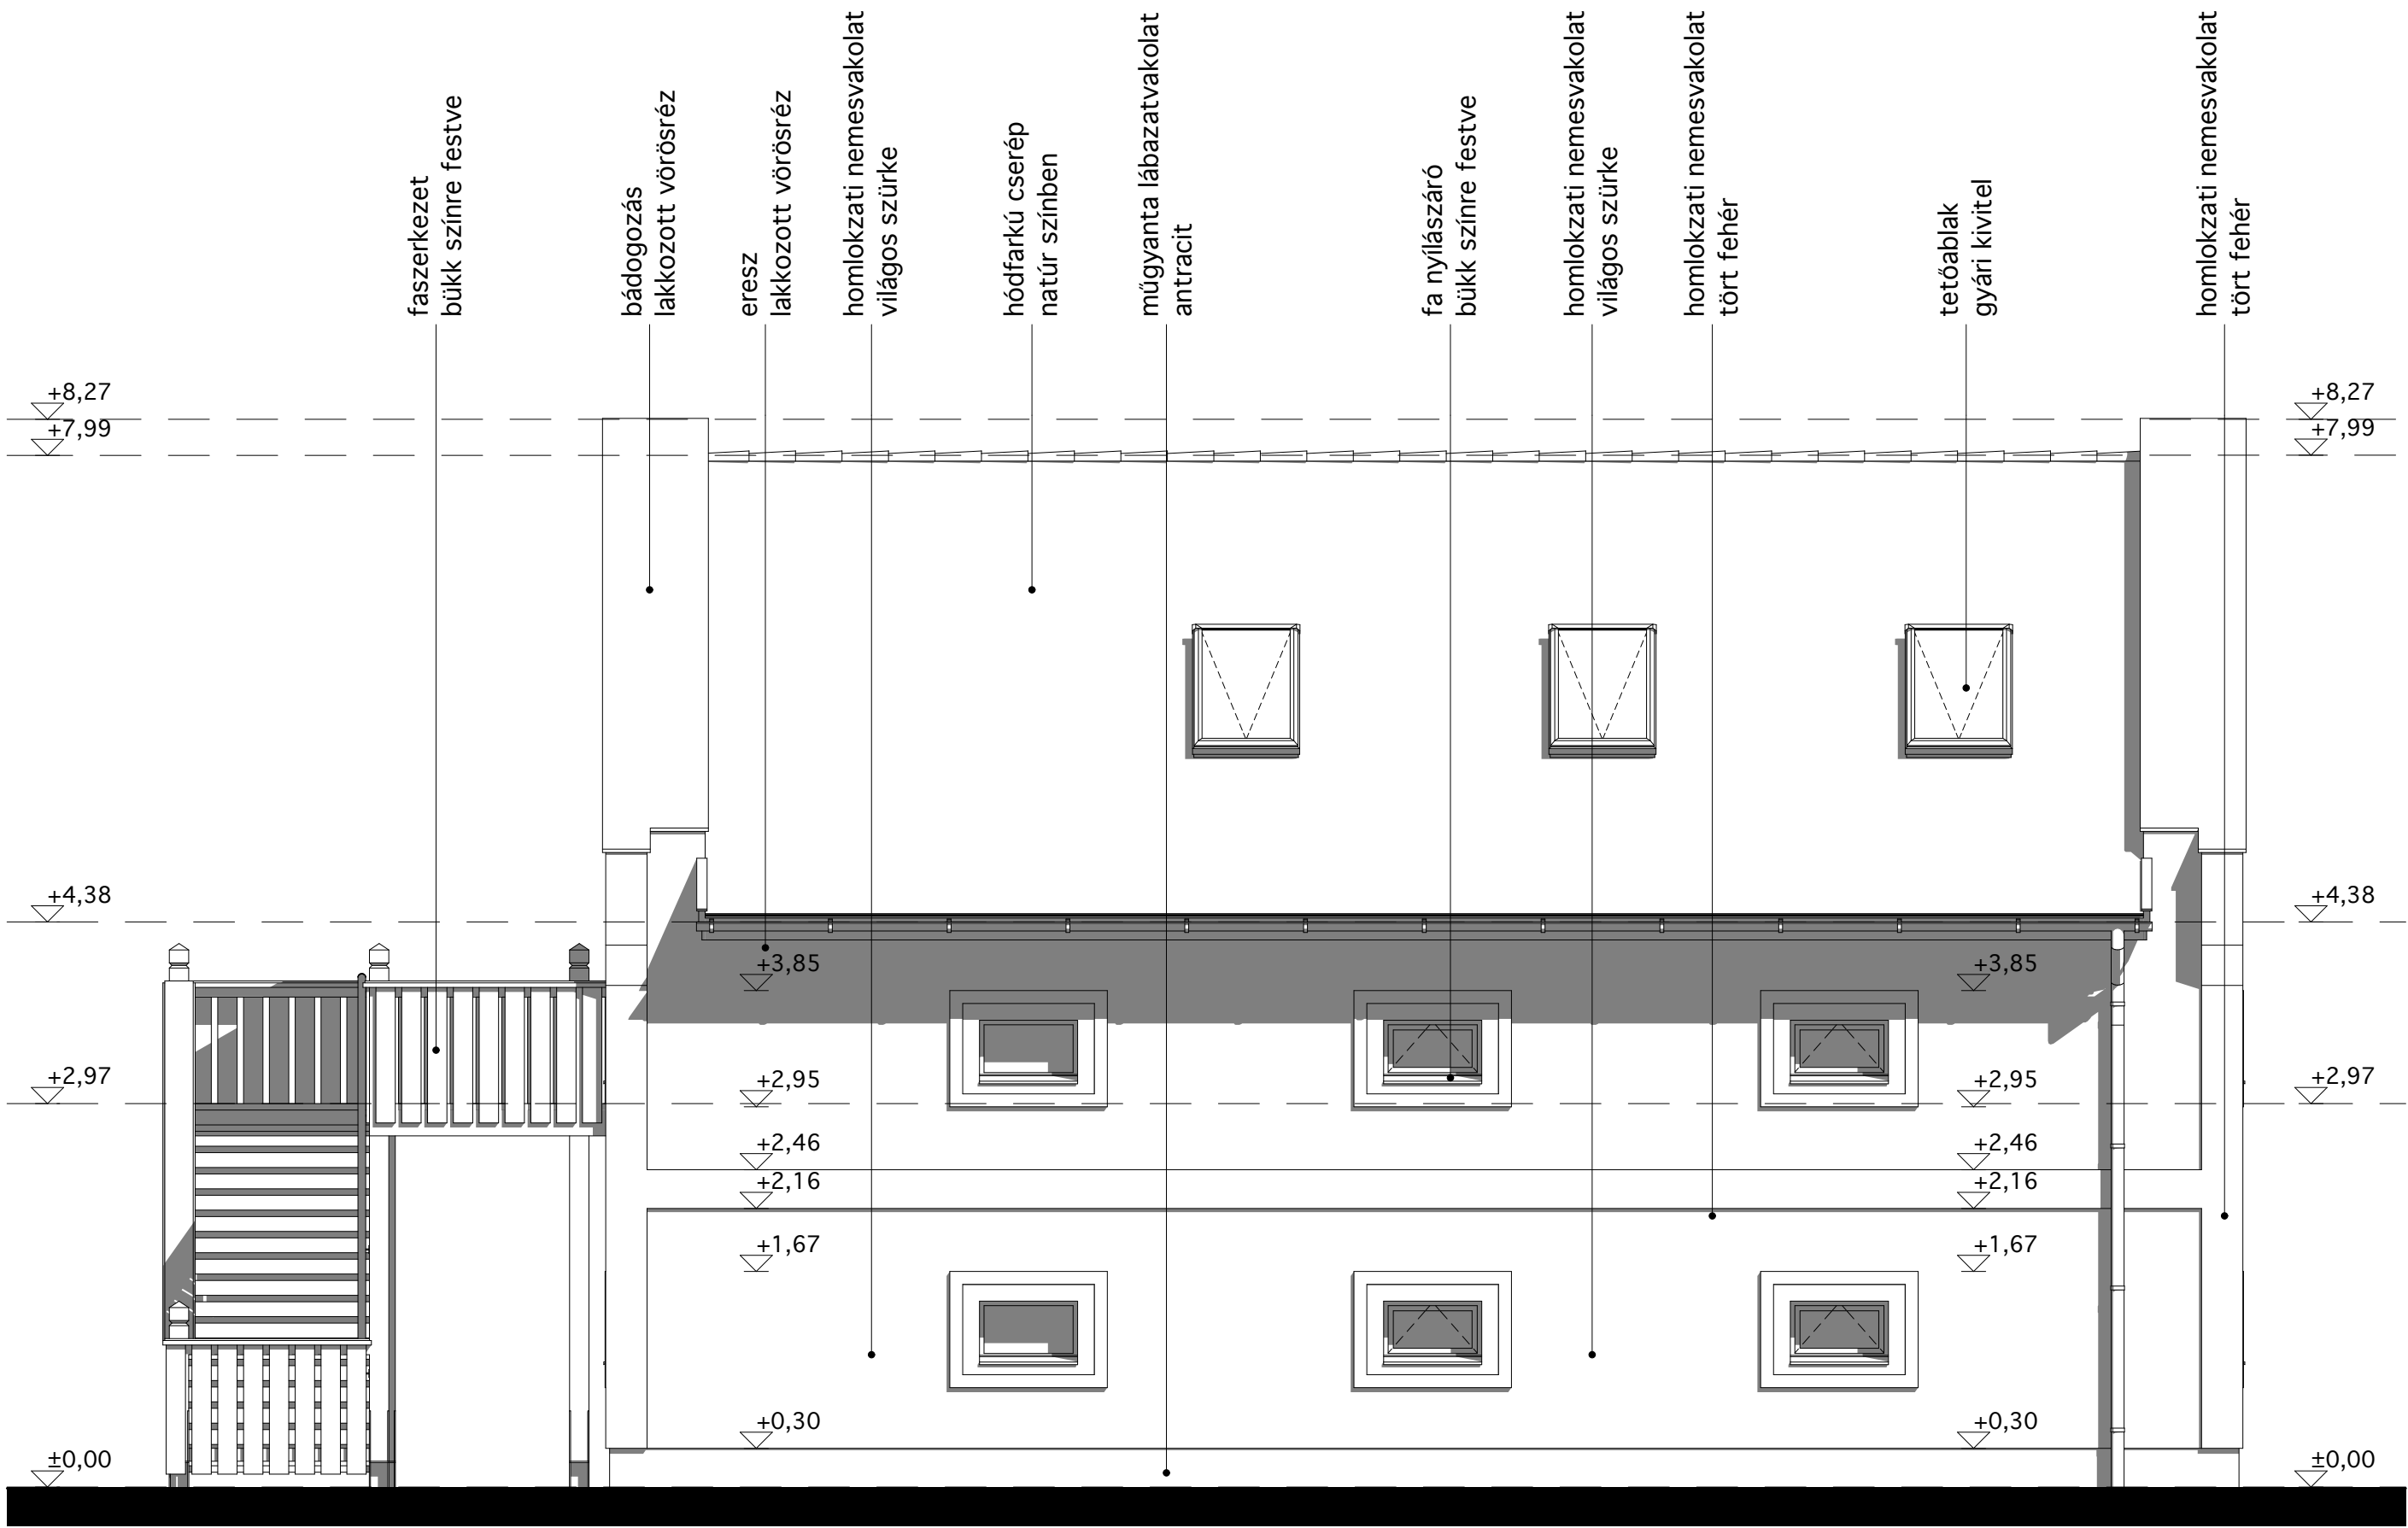 faszerkezet
bükk színre festve
bádogozás
lakkozott vörösréz
eresz
lakkozott vörösréz
homlokzati nemesvakolat
világos szürke
hódfarkú cserép
natúr színben
műgyanta lábazatvakolat
antracit
fa nyílászáró
bükk színre festve
homlokzati nemesvakolat
világos szürke
homlokzati nemesvakolat
tört fehér
tetőablak
gyári kivitel
homlokzati nemesvakolat
tört fehér
+8,27
+8,27
+7,99
+7,99
+4,38
+4,38
+3,85
+3,85
+2,97
+2,95
+2,95
+2,97
+2,46
+2,46
+2,16
+2,16
+1,67
+1,67
+0,30
+0,30
±0,00
±0,00